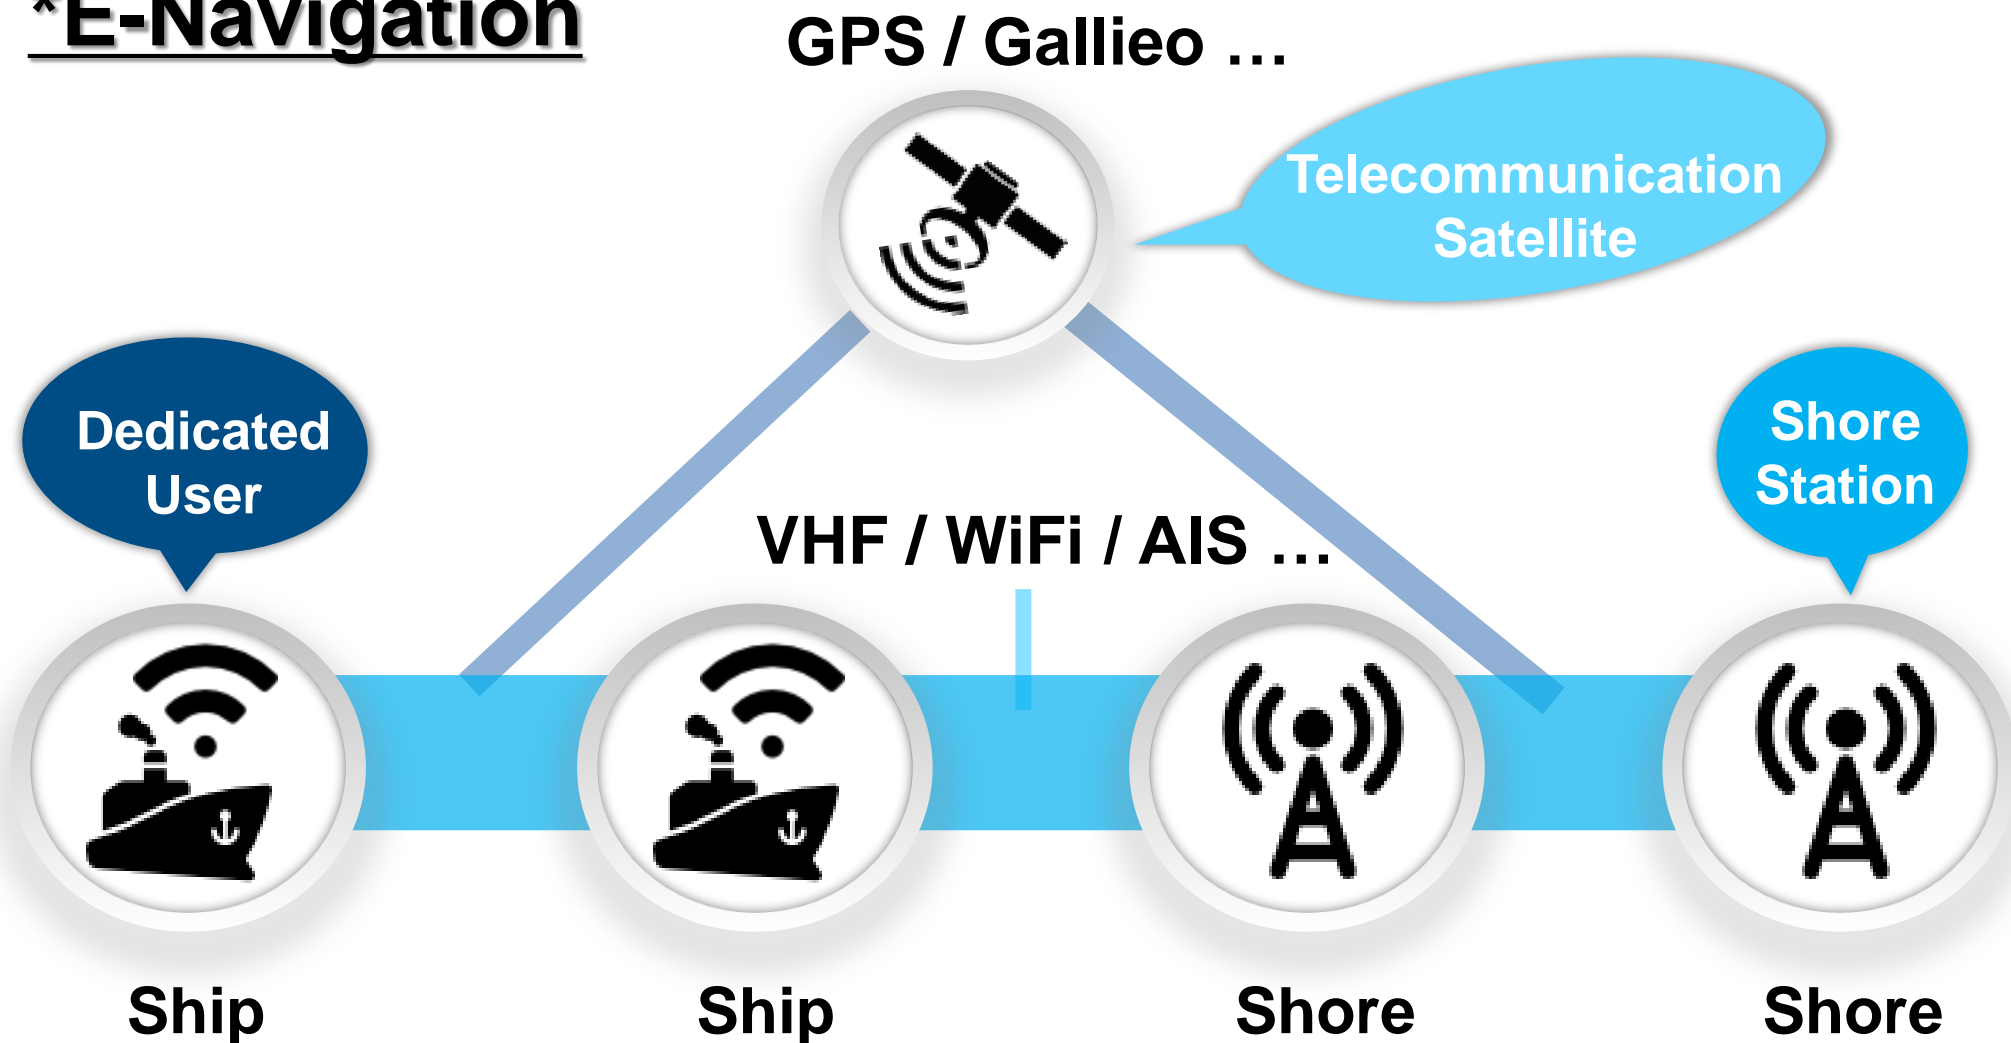 *E-Navigation
GPS / Gallieo …
Telecommunication
Satellite
Dedicated
User
Shore
Station
VHF / WiFi / AIS …
Ship
Ship
Shore
Shore